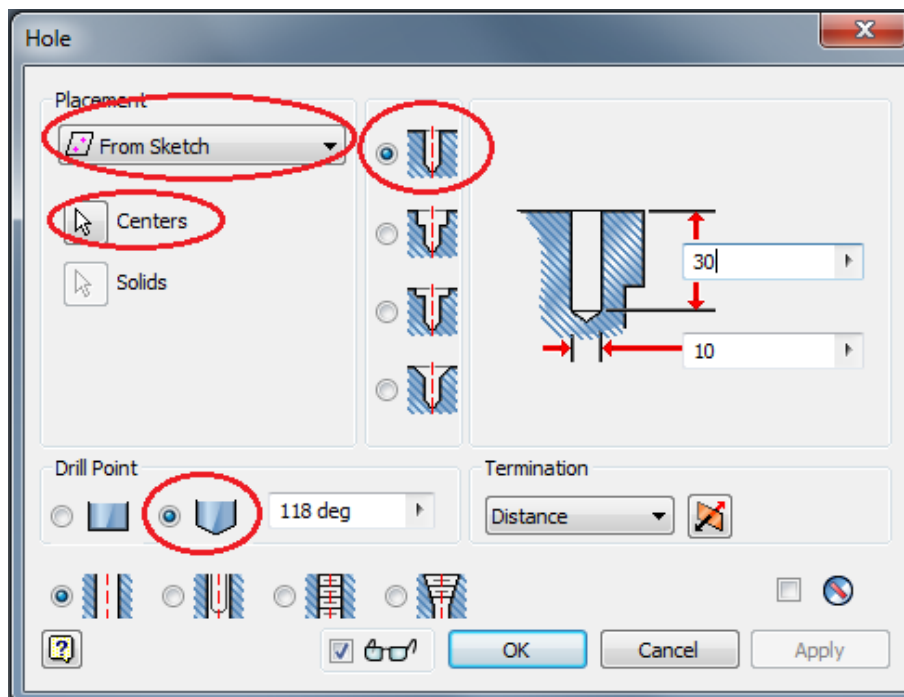 Hole
Placement
From Sketch
Centers
Solids
30
10
Drill Point
118 deg
Termination
Distance
?
OK
Cancel
Apply